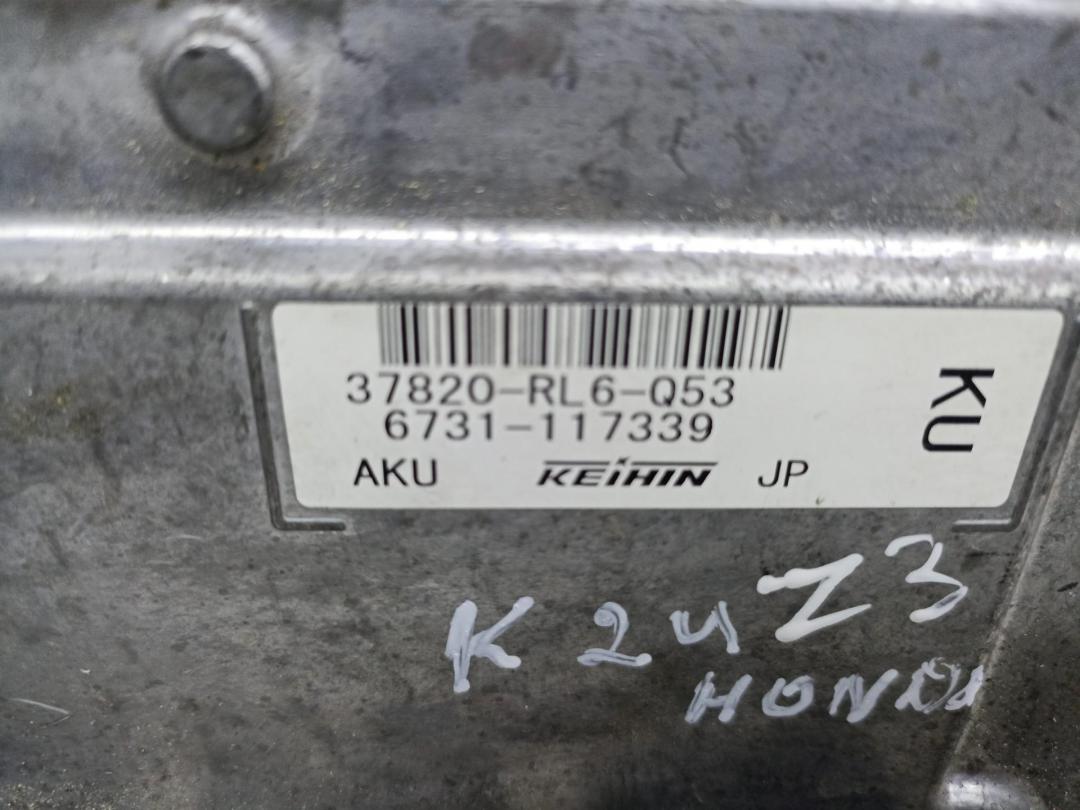 37820-RL6-Q53
6731-117339
AKU KEIHIN JP
KU
K24Z3
HONDA